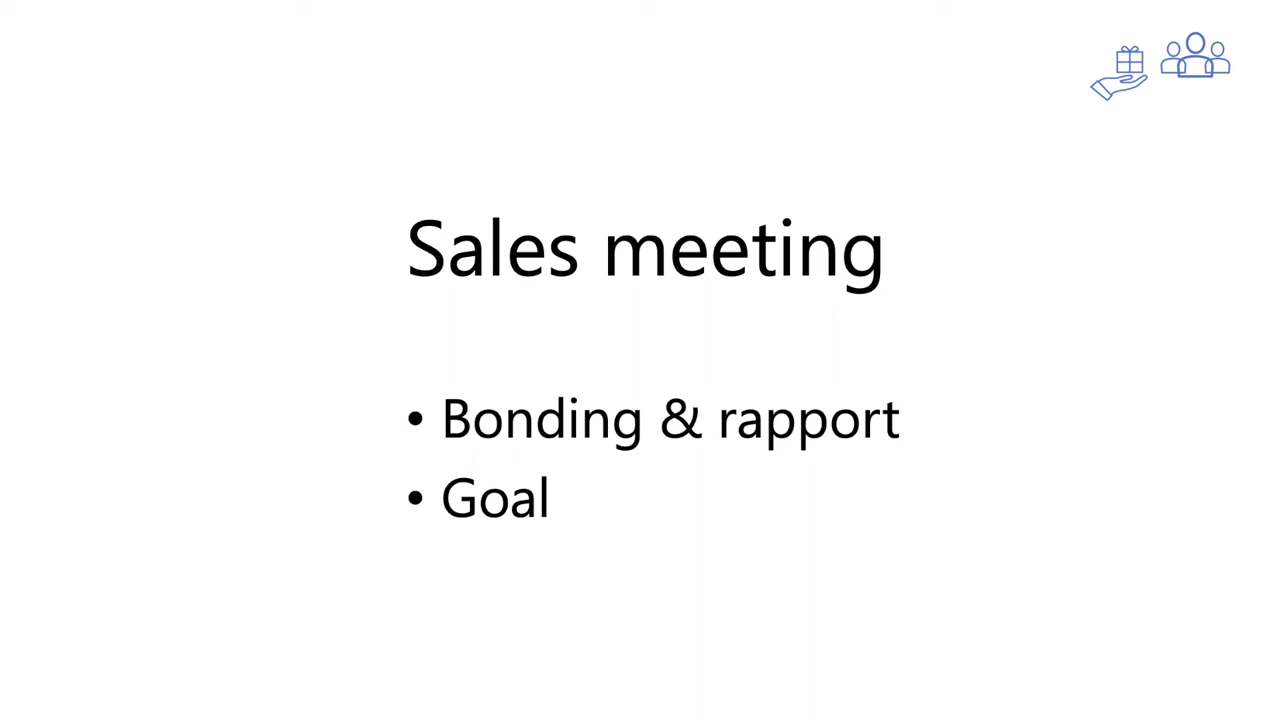 Sales meeting
• Bonding & rapport
• Goal